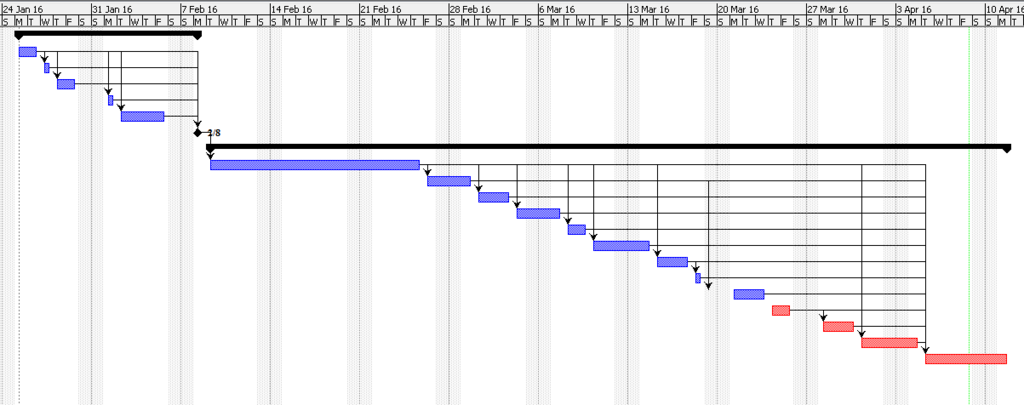 24 Jan 16 31 Jan 16 7 Feb 16 14 Feb 16 21 Feb 16 28 Feb 16 6 Mar 16 13 Mar 16 20 Mar 16 27 Mar 16 3 Apr 16 10 Apr 16
S M T W T F S S M T W T F S S M T W T F S S M T W T F S S M T W T F S S M T W T F S S M T W T F S S M T W T F S S M T W T F S S M T W T F S S M T W T F S S M T
2/8